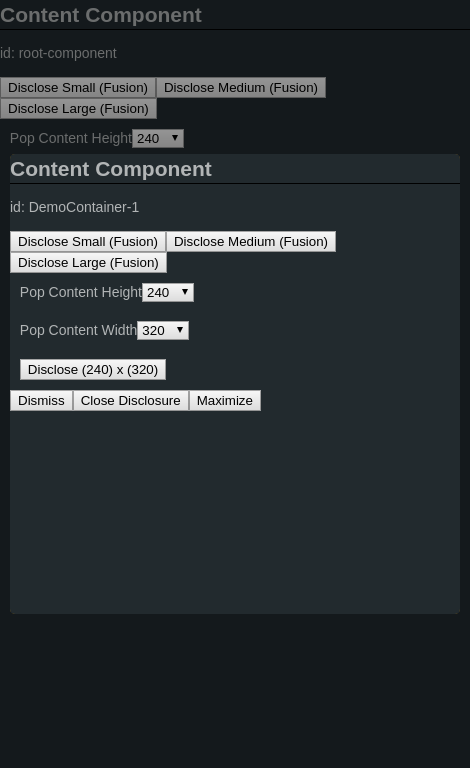 Content Component
id: root-component
Disclose Small (Fusion) Disclose Medium (Fusion)
Disclose Large (Fusion)
Pop Content Height 240
Content Component
id: DemoContainer-1
Disclose Small (Fusion) Disclose Medium (Fusion)
Disclose Large (Fusion)
Pop Content Height 240
Pop Content Width 320
Disclose (240) x (320)
Dismiss Close Disclosure Maximize